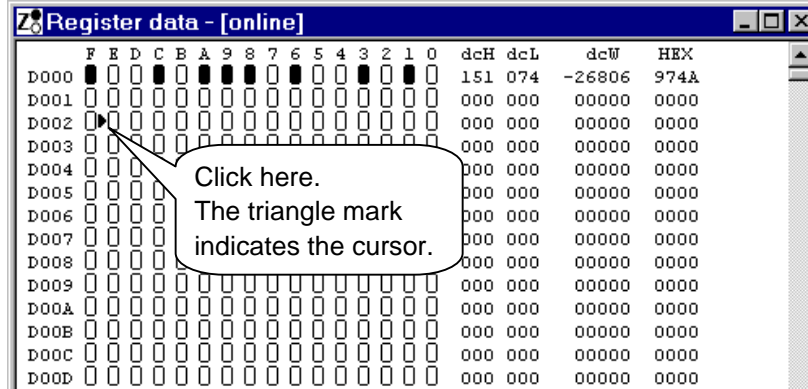 Register data - [online]
F E D C B A 9 8 7 6 5 4 3 2 1 0 dcH dcL dcW HEX
D000 151 074 -26806 974A
D001 000 000 00000 0000
D002 000 000 00000 0000
D003 000 000 00000 0000
D004 000 000 00000 0000
D005 000 000 00000 0000
D006 000 000 00000 0000
D007 000 000 00000 0000
D008 000 000 00000 0000
D009 000 000 00000 0000
D00A 000 000 00000 0000
D00B 000 000 00000 0000
D00C 000 000 00000 0000
D00D 000 000 00000 0000
Click here.
The triangle mark
indicates the cursor.